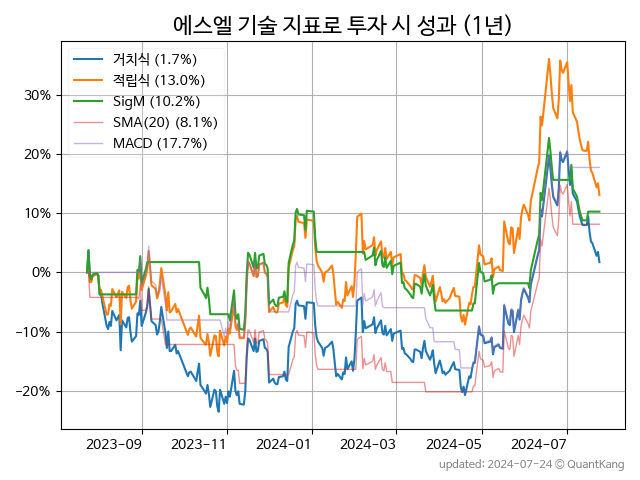 에스엘 기술 지표로 투자 시 성과 (1년)
거치식 (1.7%)
적립식 (13.0%)
SigM (10.2%)
SMA(20) (8.1%)
MACD (17.7%)
30%
20%
10%
0%
−10%
−20%
2023-09 2023-11 2024-01 2024-03 2024-05 2024-07
updated: 2024-07-24 © QuantKang